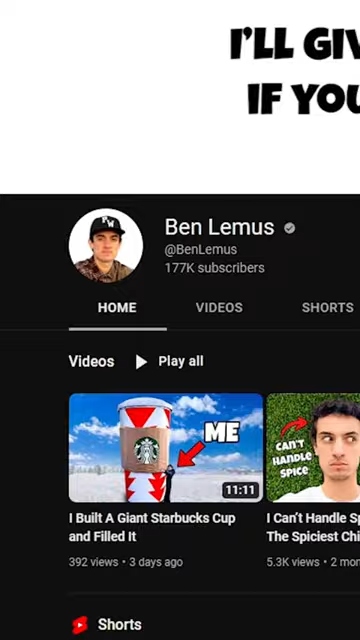 I'LL GIV
IF YOU
Ben Lemus
@BenLemus
177K subscribers
HOME VIDEOS SHORTS
Videos Play all
ME
CAN'T
HANDLE
SPICE
11:11
I Built A Giant Starbucks Cup
and Filled It
392 views • 3 days ago
I Can't Handle Sp
The Spiciest Chi
5.3K views • 2 mon
Shorts